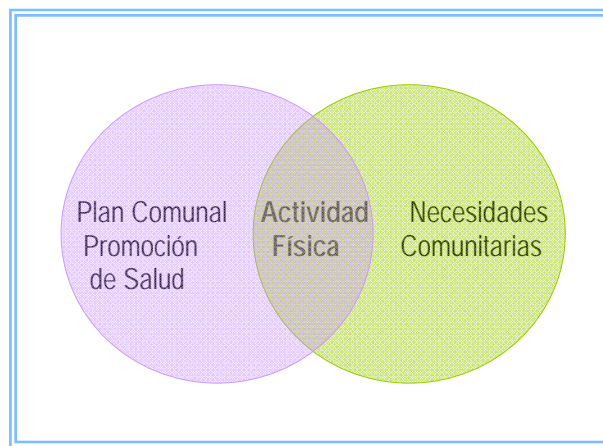 Plan Comunal
Promoción
de Salud
Actividad
Física
Necesidades
Comunitarias